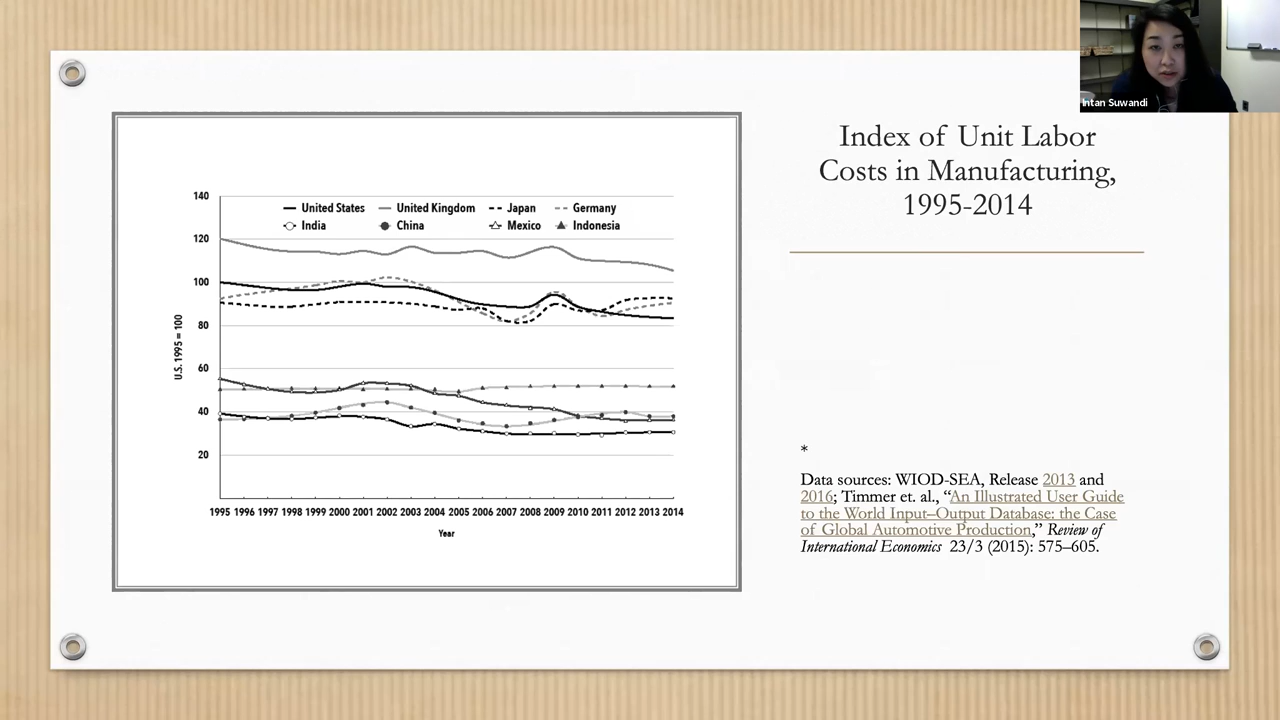 Intan Suwandi
Index of Unit Labor
Costs in Manufacturing,
1995-2014
140
United States United Kingdom Japan Germany
India China Mexico Indonesia
120
100
80
60
40
20
U.S. 1995 = 100
1995 1996 1997 1998 1999 2000 2001 2002 2003 2004 2005 2006 2007 2008 2009 2010 2011 2012 2013 2014
Year
*
Data sources: WIOD-SEA, Release 2013 and
2016; Timmer et. al., “An Illustrated User Guide
to the World Input–Output Database: the Case
of Global Automotive Production,” Review of
International Economics 23/3 (2015): 575–605.